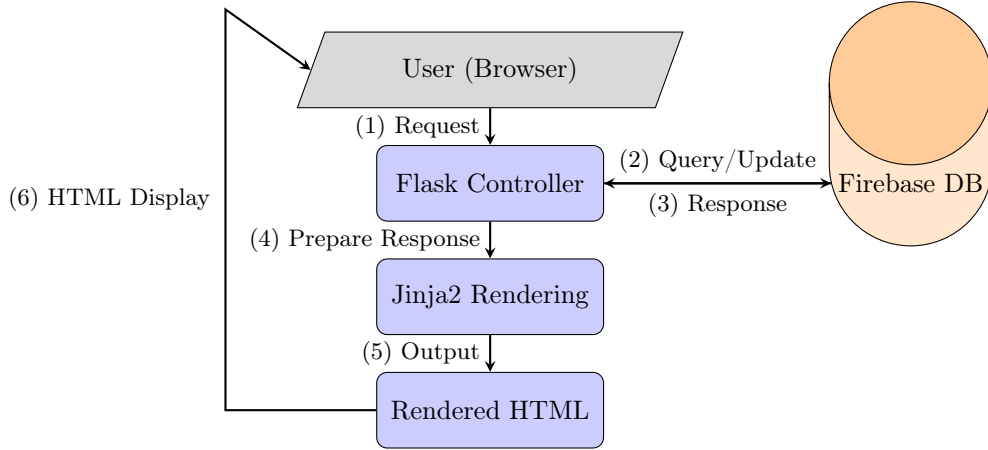 User (Browser)
(1) Request
Flask Controller
(2) Query/Update
(3) Response
Firebase DB
(6) HTML Display
(4) Prepare Response
Jinja2 Rendering
(5) Output
Rendered HTML